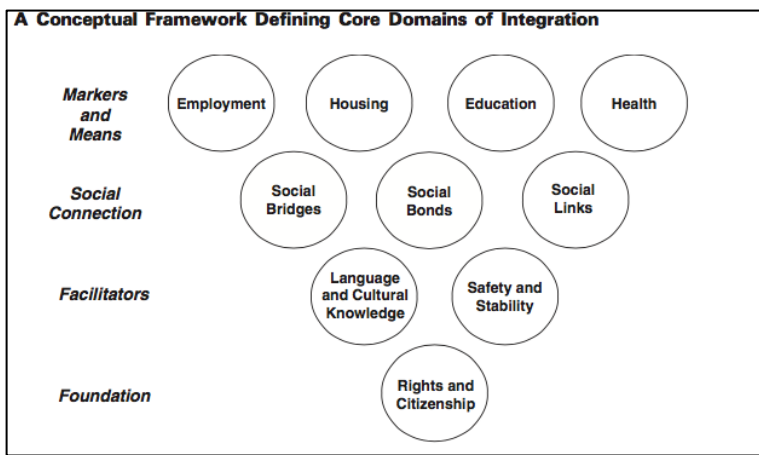 A Conceptual Framework Defining Core Domains of Integration
Markers
and
Means
Employment
Housing
Education
Health
Social
Connection
Social
Bridges
Social
Bonds
Social
Links
Facilitators
Language
and Cultural
Knowledge
Safety and
Stability
Foundation
Rights and
Citizenship